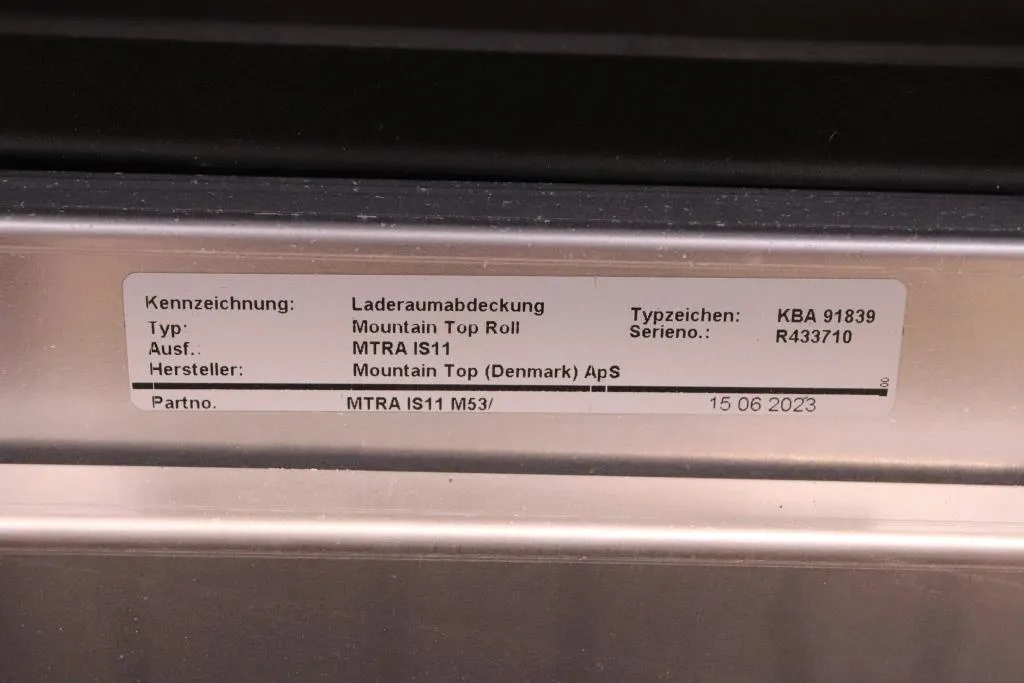 Kennzeichnung: Laderaumabdeckung Typzeichen: KBA 91839
Typ: Mountain Top Roll Serieno.: R433710
Ausf.: MTRA IS11
Hersteller: Mountain Top (Denmark) ApS
Partno. MTRA IS11 M53/ 15 06 2023